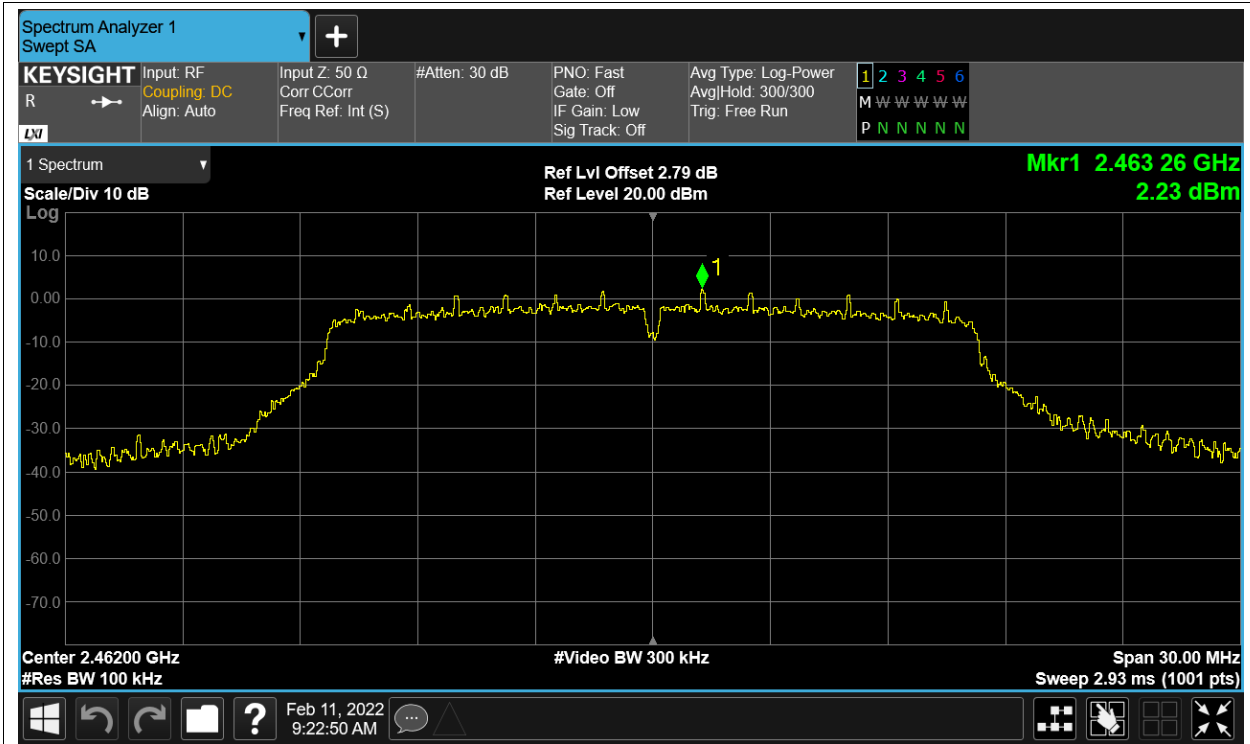 Spectrum Analyzer 1
Swept SA
+
KEYSIGHT
R
LXI
Input: RF
Coupling: DC
Align: Auto
Input Z: 50 Ω
Corr CCorr
Freq Ref: Int (S)
#Atten: 30 dB
PNO: Fast
Gate: Off
IF Gain: Low
Sig Track: Off
Avg Type: Log-Power
Avg|Hold: 300/300
Trig: Free Run
1 2 3 4 5 6
M W W W W W
P N N N N N
1 Spectrum
Scale/Div 10 dB
Log
Ref Lvl Offset 2.79 dB
Ref Level 20.00 dBm
Mkr1 2.463 26 GHz
2.23 dBm
1
10.0
0.00
-10.0
-20.0
-30.0
-40.0
-50.0
-60.0
-70.0
Center 2.46200 GHz
#Res BW 100 kHz
#Video BW 300 kHz
Span 30.00 MHz
Sweep 2.93 ms (1001 pts)
?
Feb 11, 2022
9:22:50 AM